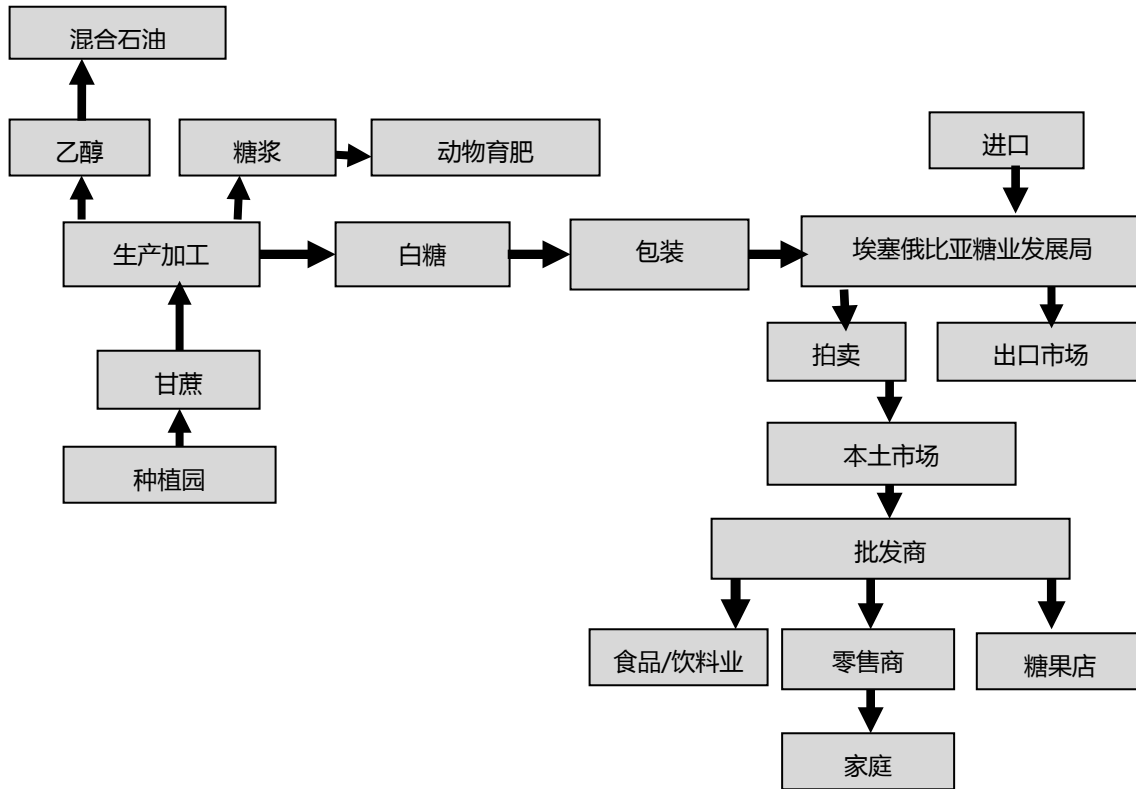 混合石油
乙醇
糖浆
动物育肥
进口
生产加工
白糖
包装
埃塞俄比亚糖业发展局
拍卖
出口市场
甘蔗
本土市场
种植园
批发商
食品/饮料业
零售商
糖果店
家庭